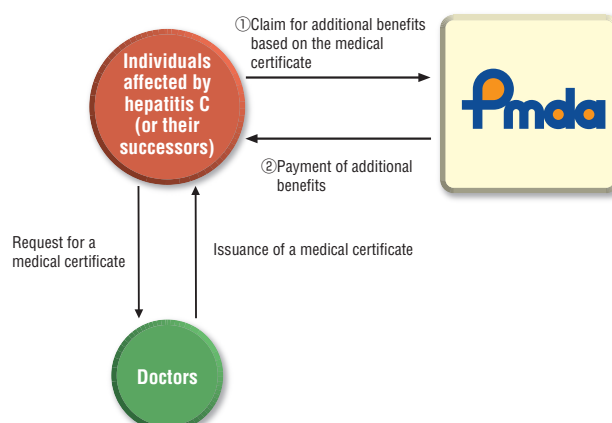 ①Claim for additional benefits
based on the medical
certificate
Individuals
affected by
hepatitis C
(or their
successors)
pmda
②Payment of additional
benefits
Request for a
medical certificate
Issuance of a medical certificate
Doctors